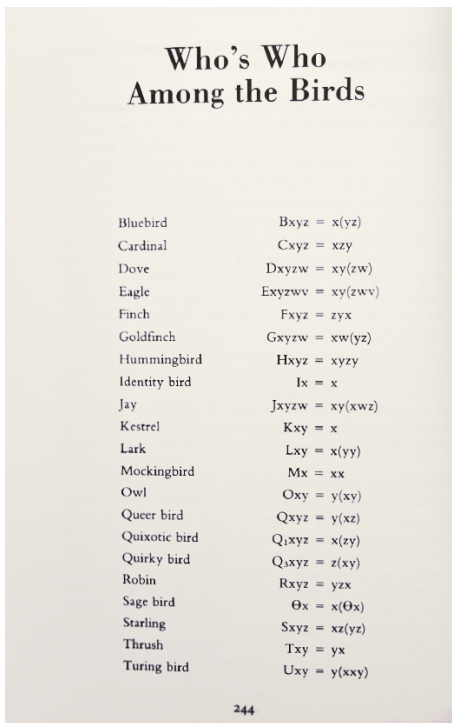 Who's Who
Among the Birds
Bluebird Bxyz = x(yz)
Cardinal Cxyz = xzy
Dove Dxyzw = xy(zw)
Eagle Exyzwv = xy(zwv)
Finch Fxyz = zyx
Goldfinch Gxyzw = xw(yz)
Hummingbird Hxyz = xyzy
Identity bird Ix = x
Jay Jxyzw = xy(xwz)
Kestrel Kxy = x
Lark Lxy = x(yy)
Mockingbird Mx = xx
Owl Oxy = y(xy)
Queer bird Qxyz = y(xz)
Quixotic bird Q₁xyz = x(zy)
Quirky bird Q₃xyz = z(xy)
Robin Rxyz = yzx
Sage bird Θx = x(Θx)
Starling Sxyz = xz(yz)
Thrush Txy = yx
Turing bird Uxy = y(xxy)
244